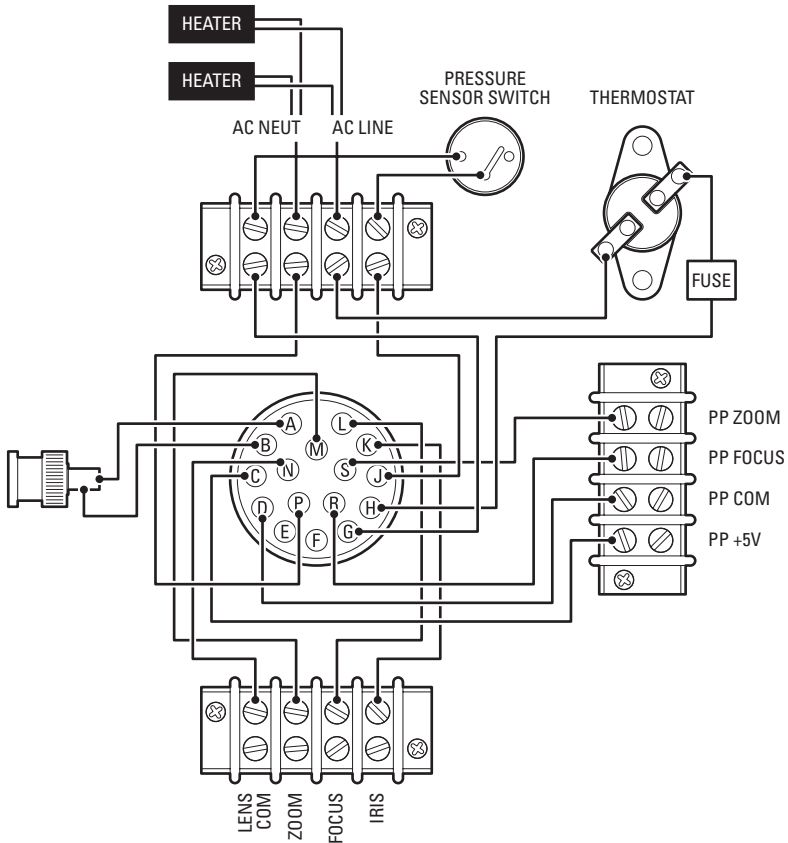 HEATER
HEATER
PRESSURE
SENSOR SWITCH
THERMOSTAT
AC NEUT
AC LINE
FUSE
A
L
B
M
K
N
S
C
J
D
P
R
H
E
F
G
PP ZOOM
PP FOCUS
PP COM
PP +5V
LENS
COM
ZOOM
FOCUS
IRIS